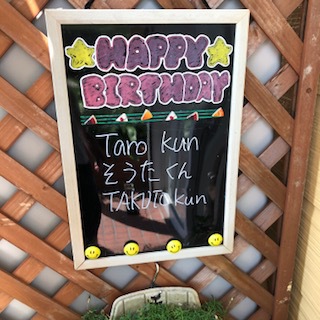 HAPPY
BIRTHDAY
Taro kun
そうたくん
TAKUTO kun